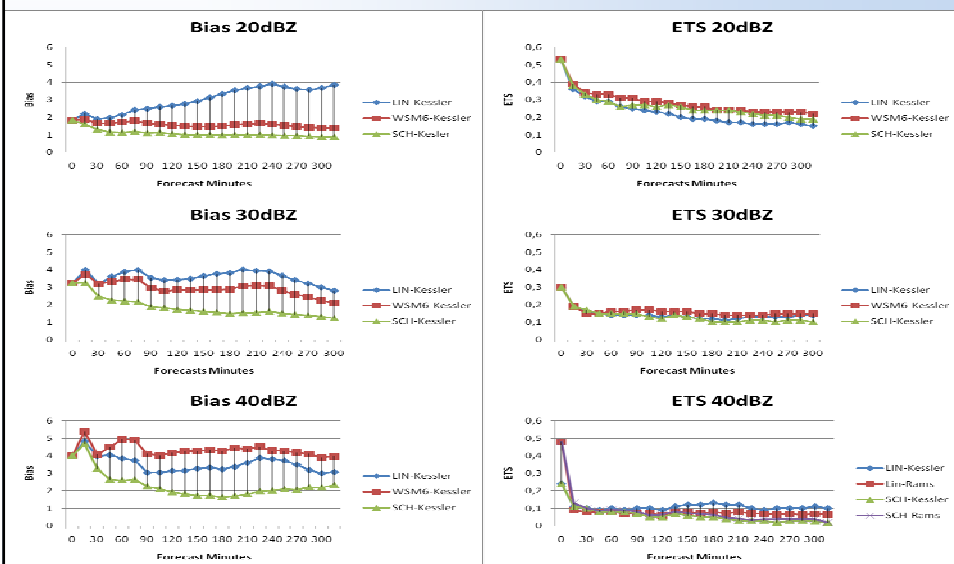 Bias 20dBZ
6
5
4
3
2
1
0
Bias
0 30 60 90 120 150 180 210 240 270 300
Forecast Minutes
LIN-Kessler
WSM6-Kessler
SCH-Kesler
ETS 20dBZ
0,6
0,5
0,4
0,3
0,2
0,1
0
ETS
0 30 60 90 120 150 180 210 240 270 300
Forecasts Minutes
LIN-Kessler
WSM6-Kessler
SCH-Kessler
Bias 30dBZ
6
5
4
3
2
1
0
Bias
0 30 60 90 120 150 180 210 240 270 300
Forecasts Minutes
LIN-Kessler
WSM6-Kessler
SCH-Kessler
ETS 30dBZ
0,6
0,5
0,4
0,3
0,2
0,1
0
ETS
0 30 60 90 120 150 180 210 240 270 300
Forecast Minutes
LIN-Kessler
WSM6-Kessler
SCH-Kessler
Bias 40dBZ
6
5
4
3
2
1
0
Bias
0 30 60 90 120 150 180 210 240 270 300
Forecast Minutes
LIN-Kessler
WSM6-Kessler
SCH-Kessler
ETS 40dBZ
0,6
0,5
0,4
0,3
0,2
0,1
0
ETS
0 30 60 90 120 150 180 210 240 270 300
Forecast Minutes
LIN-Kessler
Lin-Rams
SCH-Kessler
SCH-Rams